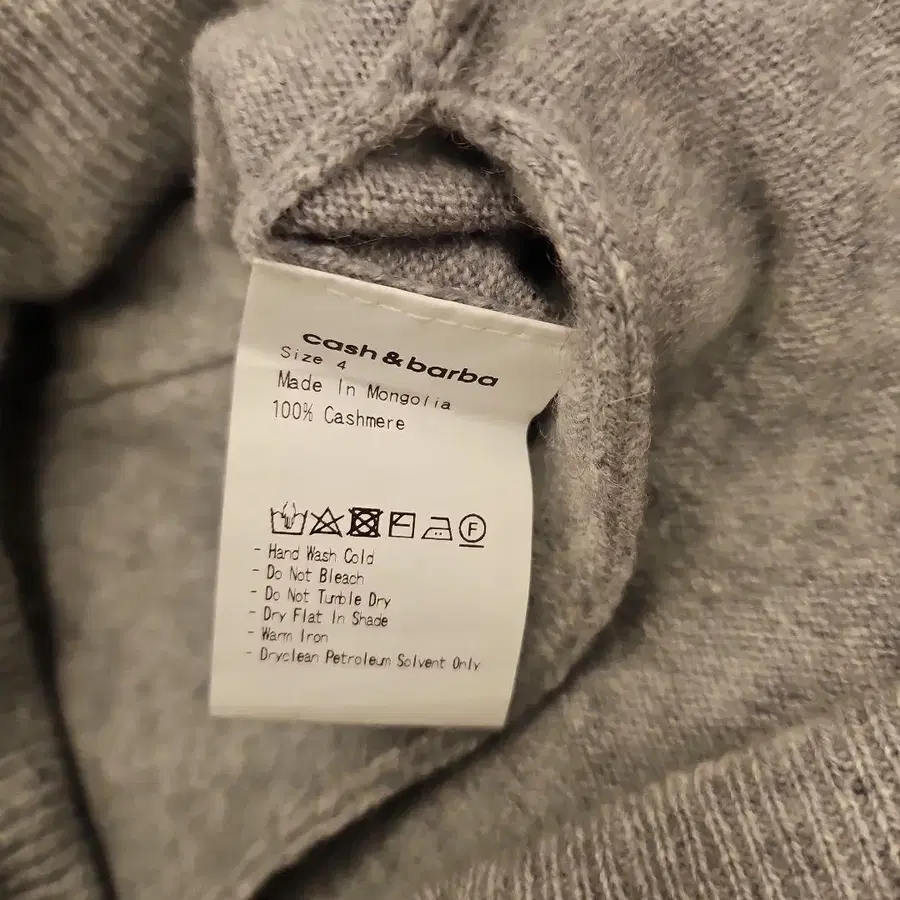 cash&barba
Size 4
Made In Mongolia
100% Cashmere
F
- Hand Wash Cold
- Do Not Bleach
- Do Not Tumble Dry
- Dry Flat In Shade
- Warm Iron
- Dryclean Petroleum Solvent Only